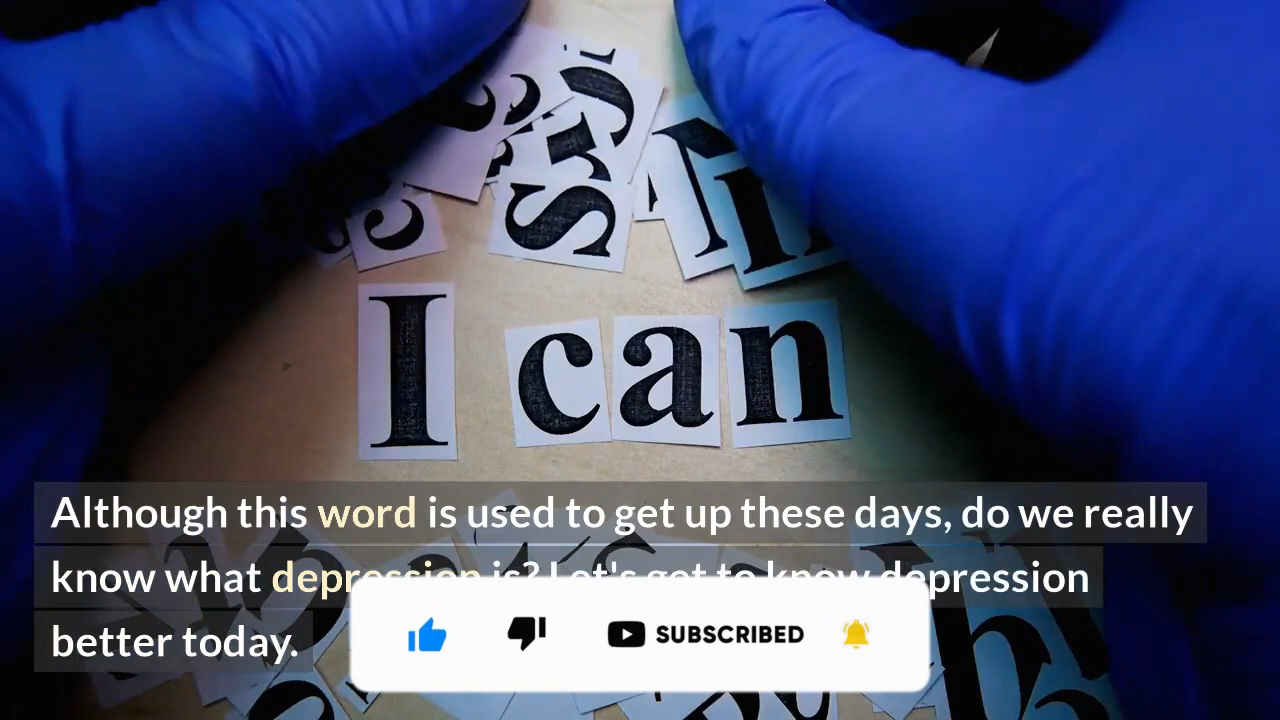 I can
Although this word is used to get up these days, do we really
know what depression is? Let's get to know depression
better today.
SUBSCRIBED